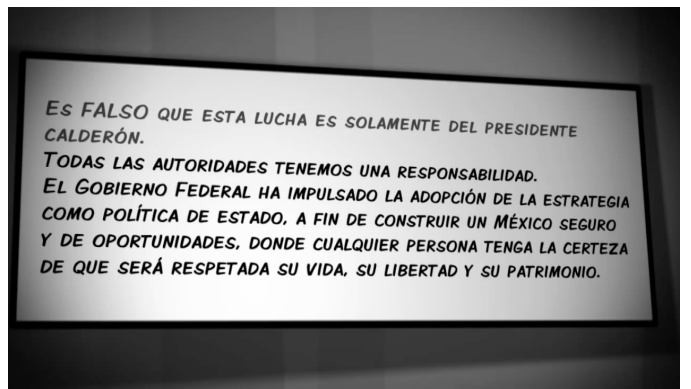 Es FALSO que esta lucha es solamente del presidente
Calderón.
Todas las autoridades tenemos una responsabilidad.
El Gobierno Federal ha impulsado la adopción de la estrategia
como política de estado, a fin de construir un México seguro
y de oportunidades, donde cualquier persona tenga la certeza
de que será respetada su vida, su libertad y su patrimonio.